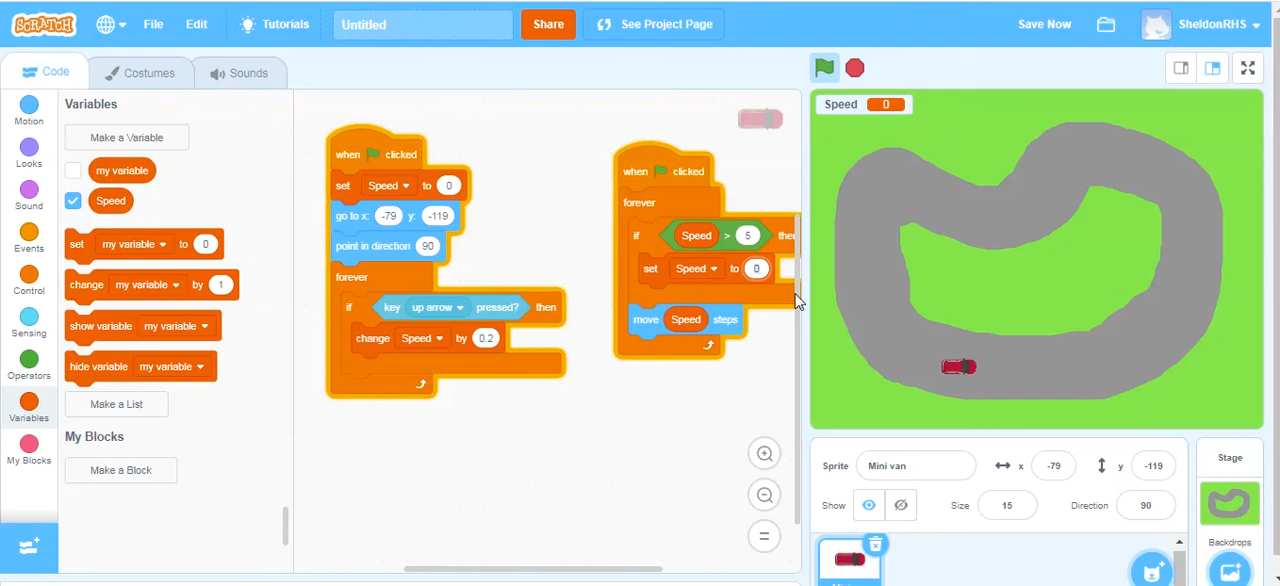 SCRATCH File Edit Tutorials Untitled Share See Project Page Save Now SheldonRHS
Code Costumes Sounds
Motion
Looks
Sound
Events
Control
Sensing
Operators
Variables
My Blocks
Variables
Make a Variable
my variable
Speed
set my variable to 0
change my variable by 1
show variable my variable
hide variable my variable
Make a List
My Blocks
Make a Block
when clicked
set Speed to 0
go to x: -79 y: -119
point in direction 90
forever
if key up arrow pressed? then
change Speed by 0.2
when clicked
forever
if Speed > 5 then
set Speed to 0
move Speed steps
Speed 0
Sprite Mini van x -79 y -119
Show Size 15 Direction 90
Stage
Backdrops